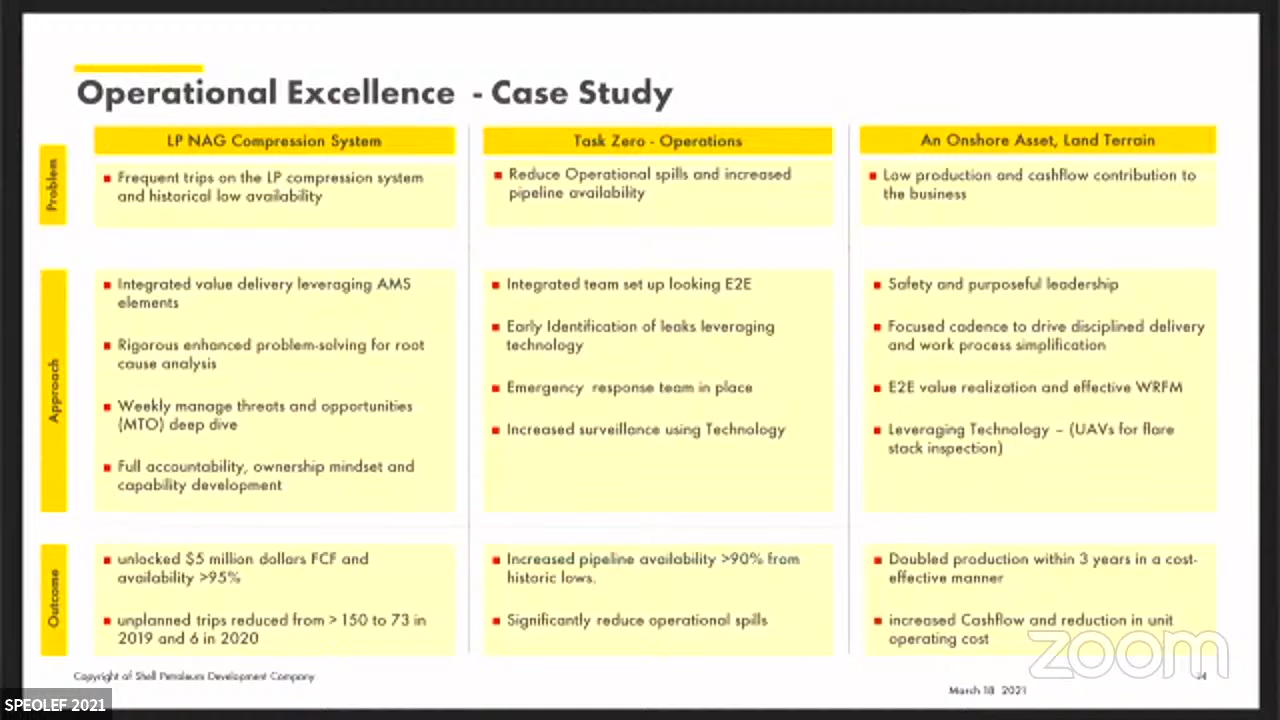 Operational Excellence - Case Study
LP NAG Compression System
Task Zero - Operations
An Onshore Asset, Land Terrain
Problem
Frequent trips on the LP compression system
and historical low availability
Reduce Operational spills and increased
pipeline availability
Low production and cashflow contribution to
the business
Approach
Integrated value delivery leveraging AMS
elements
Rigorous enhanced problem-solving for root
cause analysis
Weekly manage threats and opportunities
(MTO) deep dive
Full accountability, ownership mindset and
capability development
Integrated team set up looking E2E
Early Identification of leaks leveraging
technology
Emergency response team in place
Increased surveillance using Technology
Safety and purposeful leadership
Focused cadence to drive disciplined delivery
and work process simplification
E2E value realization and effective WRFM
Leveraging Technology – (UAVs for flare
stack inspection)
Outcome
unlocked $5 million dollars FCF and
availability >95%
unplanned trips reduced from > 150 to 73 in
2019 and 6 in 2020
Increased pipeline availability >90% from
historic lows.
Significantly reduce operational spills
Doubled production within 3 years in a cost-
effective manner
increased Cashflow and reduction in unit
operating cost
zoom
Copyright of Shell Petroleum Development Company
March 18 2021
SPEOLEF 2021